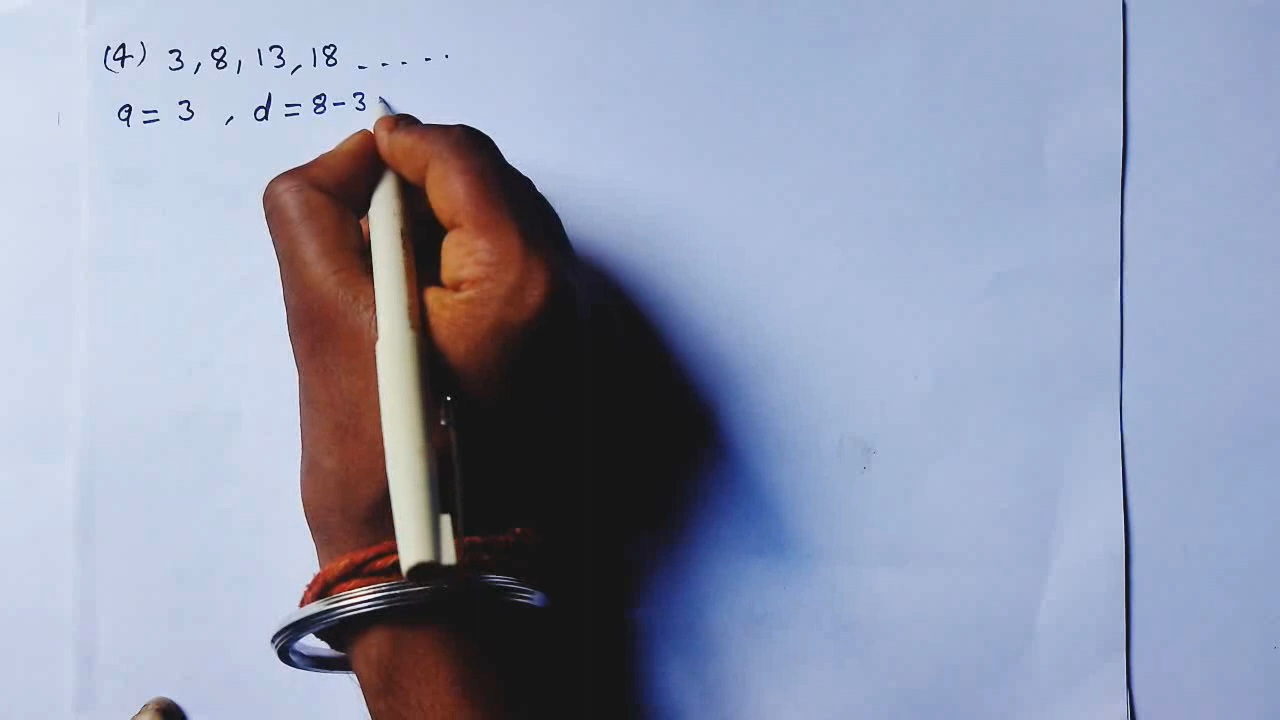 (4) 3, 8, 13, 18 .....
a = 3 , d = 8-3